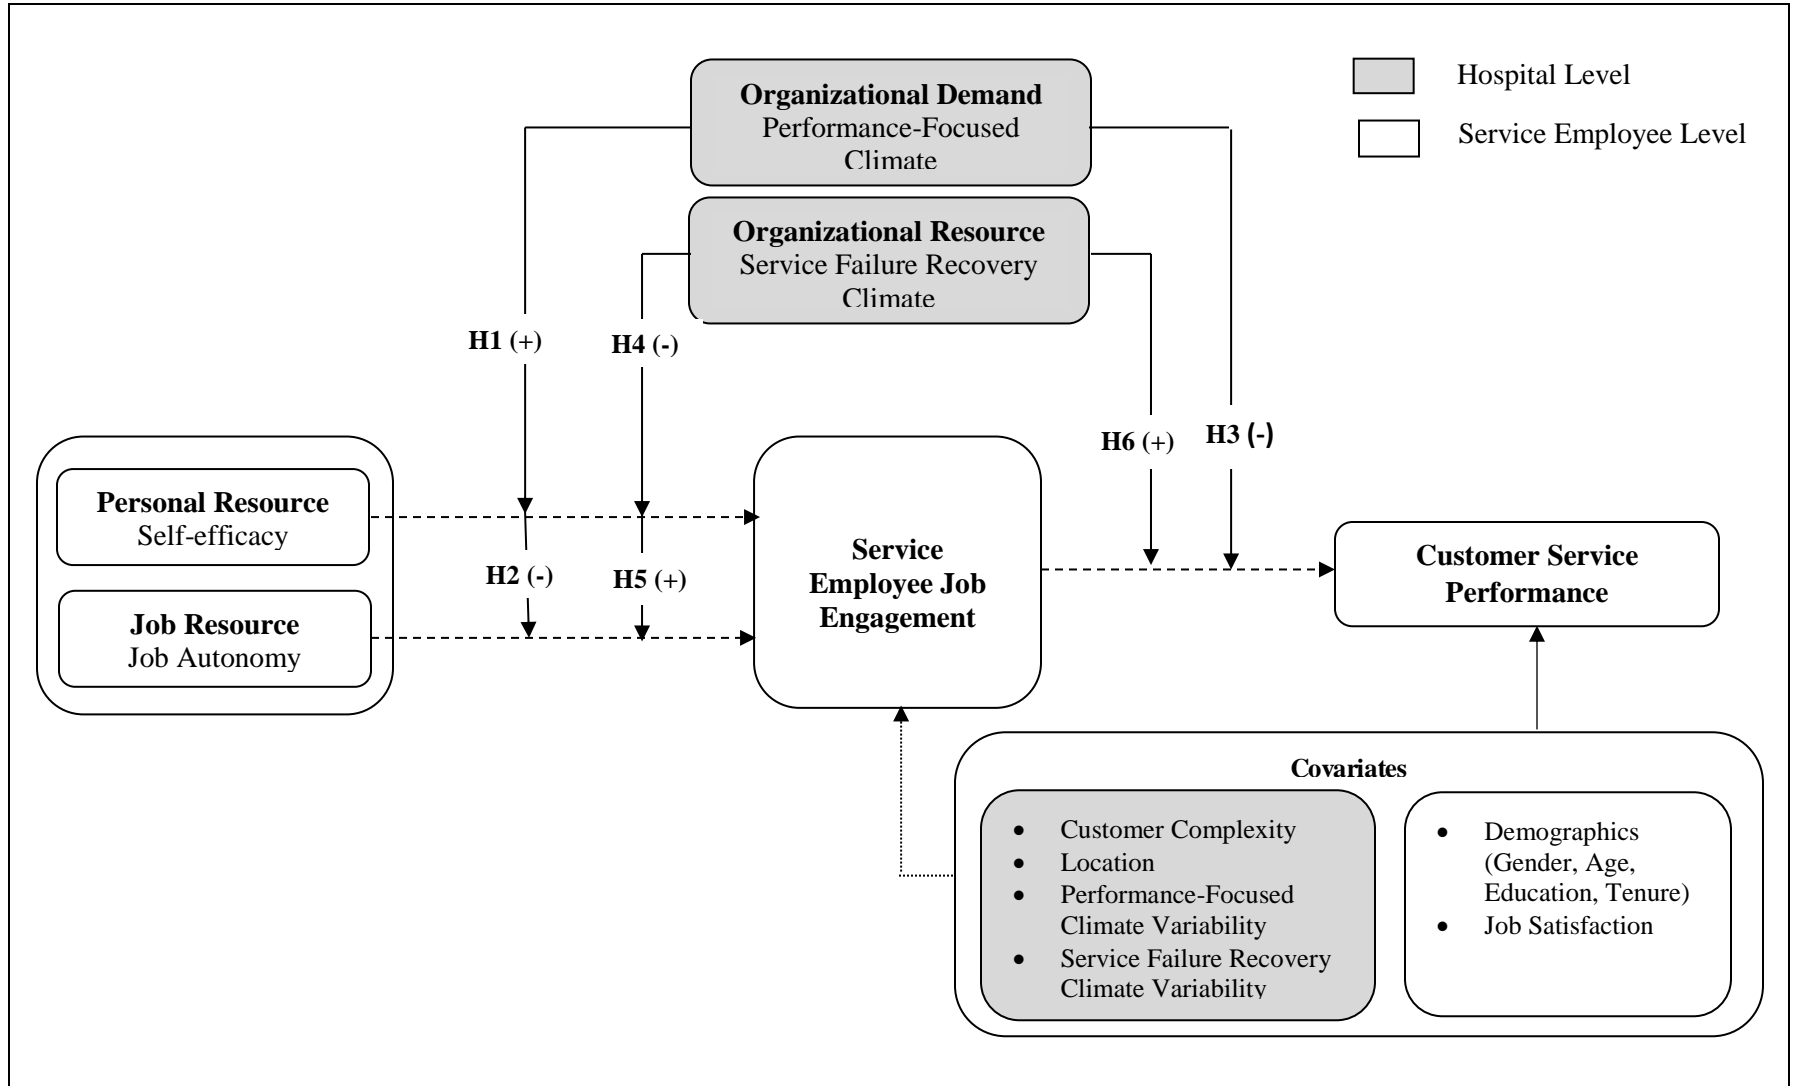 Organizational Demand
Performance-Focused
Climate
Hospital Level
Service Employee Level
Organizational Resource
Service Failure Recovery
Climate
H1 (+)
H4 (-)
H6 (+)
H3 (-)
Personal Resource
Self-efficacy
H2 (-)
H5 (+)
Job Resource
Job Autonomy
Service
Employee Job
Engagement
Customer Service
Performance
Covariates
• Customer Complexity
• Location
• Performance-Focused
Climate Variability
• Service Failure Recovery
Climate Variability
• Demographics
(Gender, Age,
Education, Tenure)
• Job Satisfaction